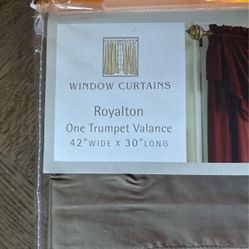 WINDOW CURTAINS
Royalton
One Trumpet Valance
42" WIDE X 30" LONG